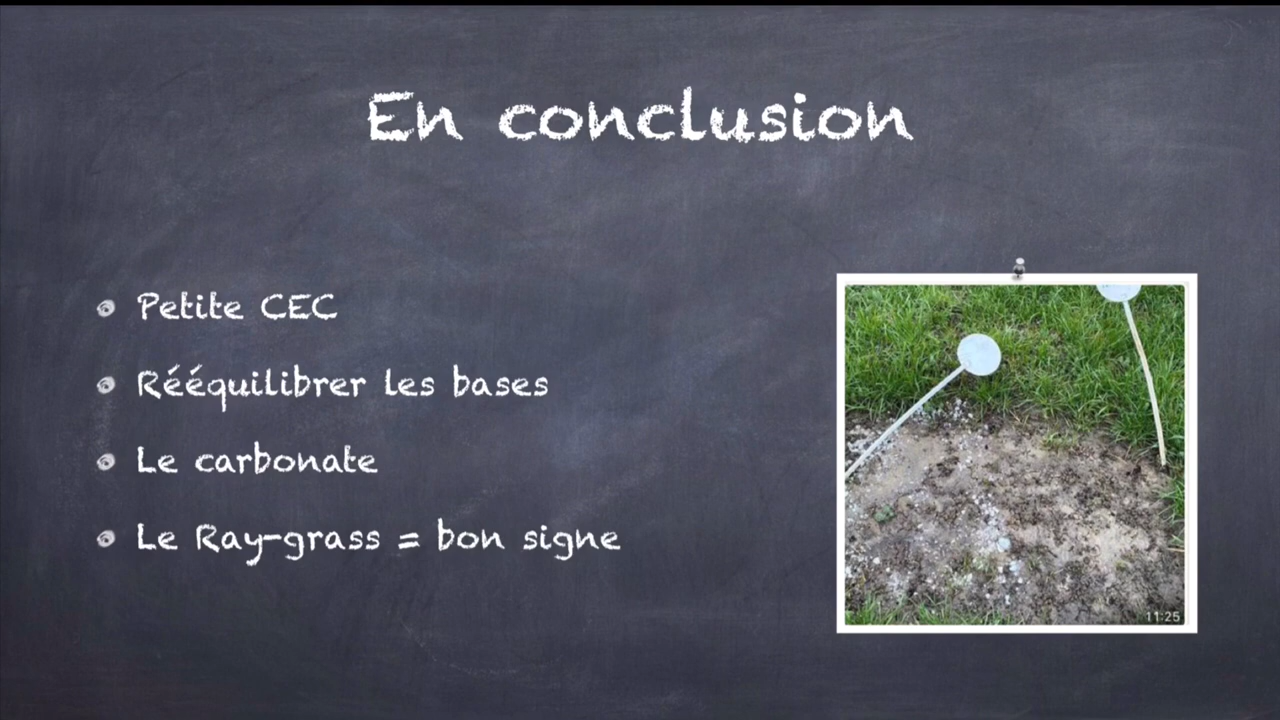 En conclusion
Petite CEC
Rééquilibrer les bases
Le carbonate
Le Ray-grass = bon signe
11:25